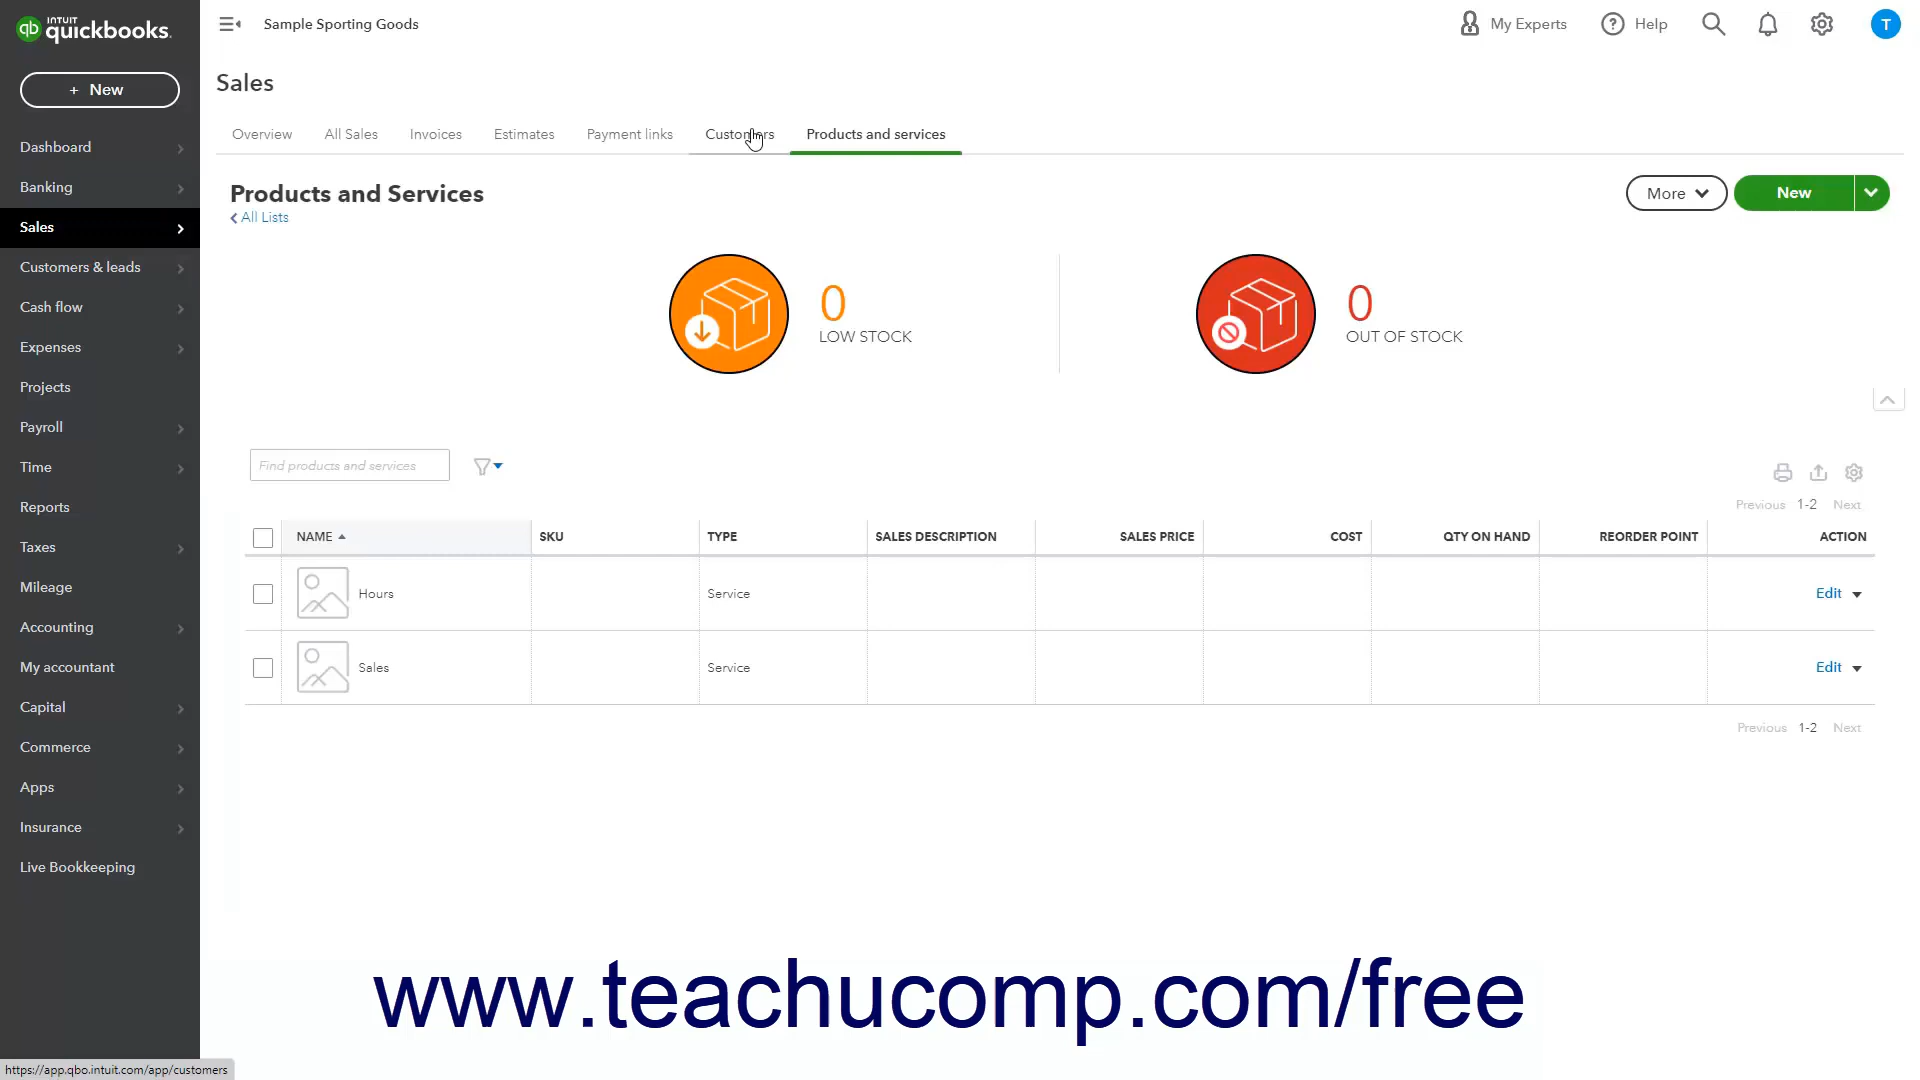 INTUIT
qb quickbooks.
Sample Sporting Goods
My Experts
? Help
T
+ New
Dashboard
Banking
Sales
Customers & leads
Cash flow
Expenses
Projects
Payroll
Time
Reports
Taxes
Mileage
Accounting
My accountant
Capital
Commerce
Apps
Insurance
Live Bookkeeping
Sales
Overview All Sales Invoices Estimates Payment links Customers Products and services
Products and Services
All Lists
More
New
0
LOW STOCK
0
OUT OF STOCK
Find products and services
Previous 1-2 Next
NAME SKU TYPE SALES DESCRIPTION SALES PRICE COST QTY ON HAND REORDER POINT ACTION
Hours Service Edit
Sales Service Edit
Previous 1-2 Next
www.teachucomp.com/free
https://app.qbo.intuit.com/app/customers